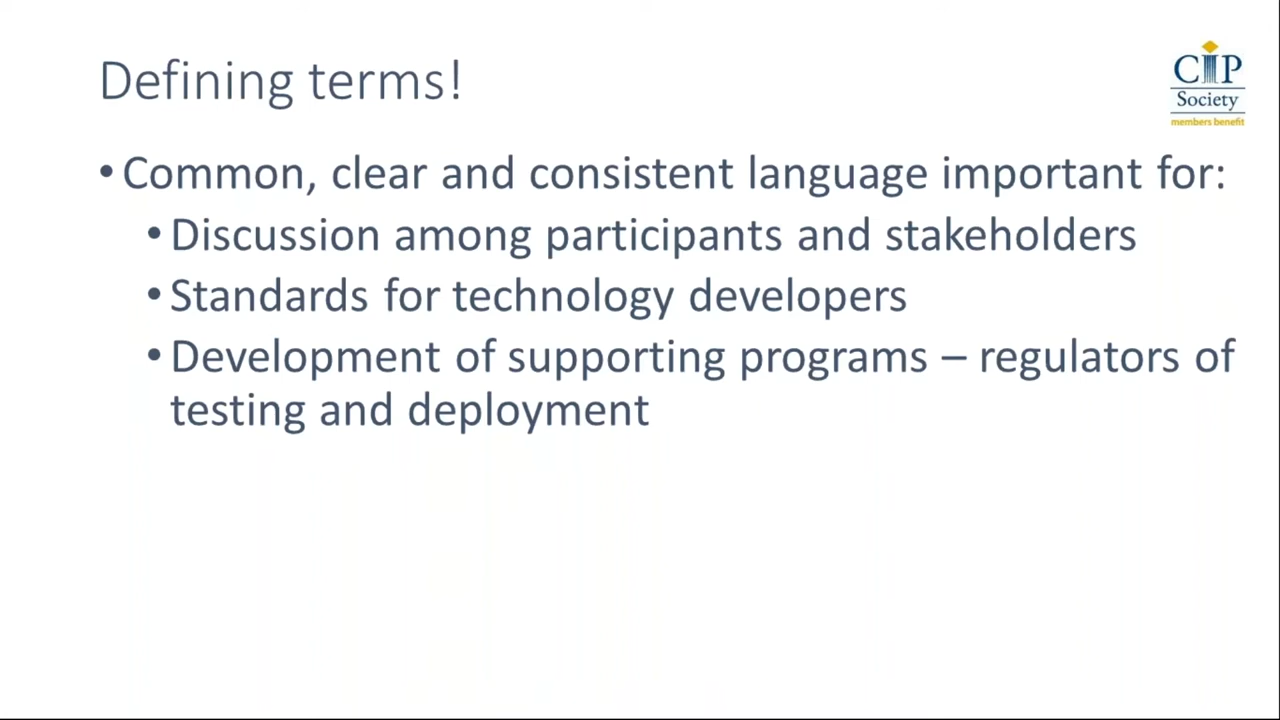 Defining terms!
CIP
Society
members benefit
• Common, clear and consistent language important for:
• Discussion among participants and stakeholders
• Standards for technology developers
• Development of supporting programs – regulators of
testing and deployment